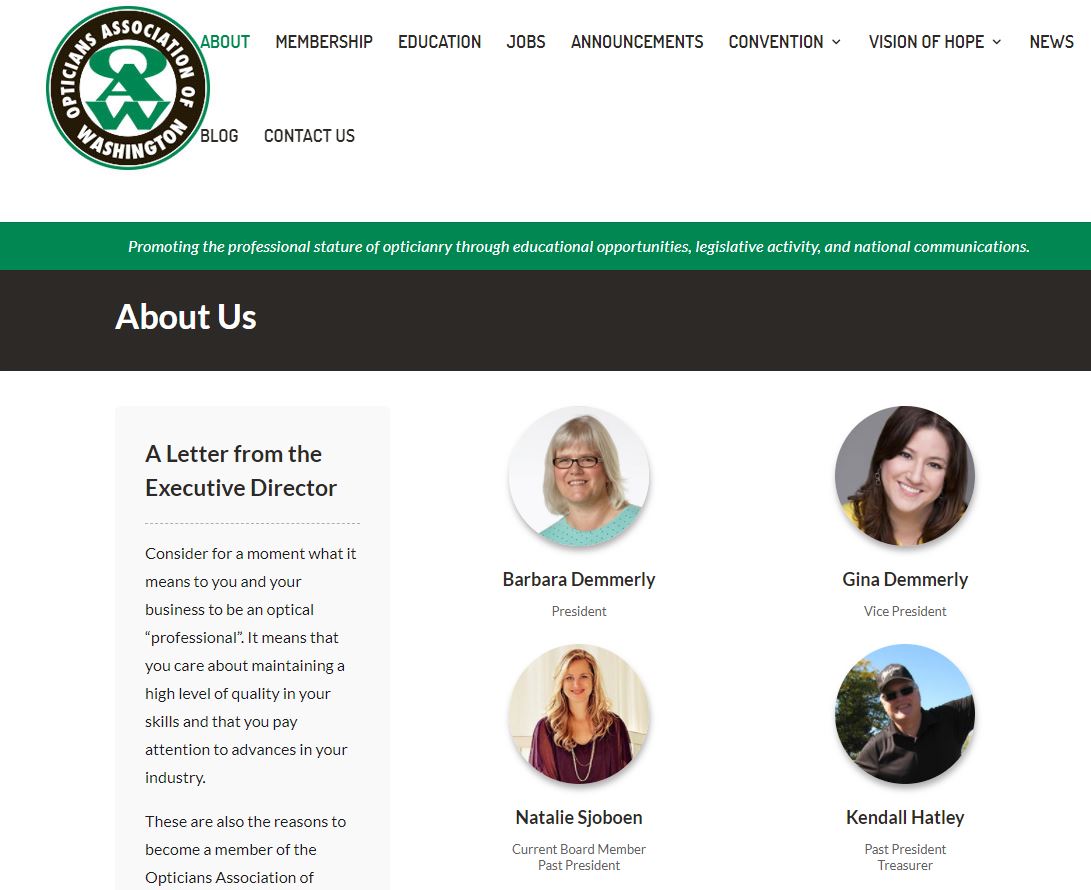 OPTICIANS ASSOCIATION OF WASHINGTON
OAW
ABOUT MEMBERSHIP EDUCATION JOBS ANNOUNCEMENTS CONVENTION VISION OF HOPE NEWS
BLOG CONTACT US
Promoting the professional stature of opticianry through educational opportunities, legislative activity, and national communications.
About Us
A Letter from the
Executive Director
Consider for a moment what it
means to you and your
business to be an optical
“professional”. It means that
you care about maintaining a
high level of quality in your
skills and that you pay
attention to advances in your
industry.
These are also the reasons to
become a member of the
Opticians Association of
Barbara Demmerly
President
Gina Demmerly
Vice President
Natalie Sjoboen
Current Board Member
Past President
Kendall Hatley
Past President
Treasurer